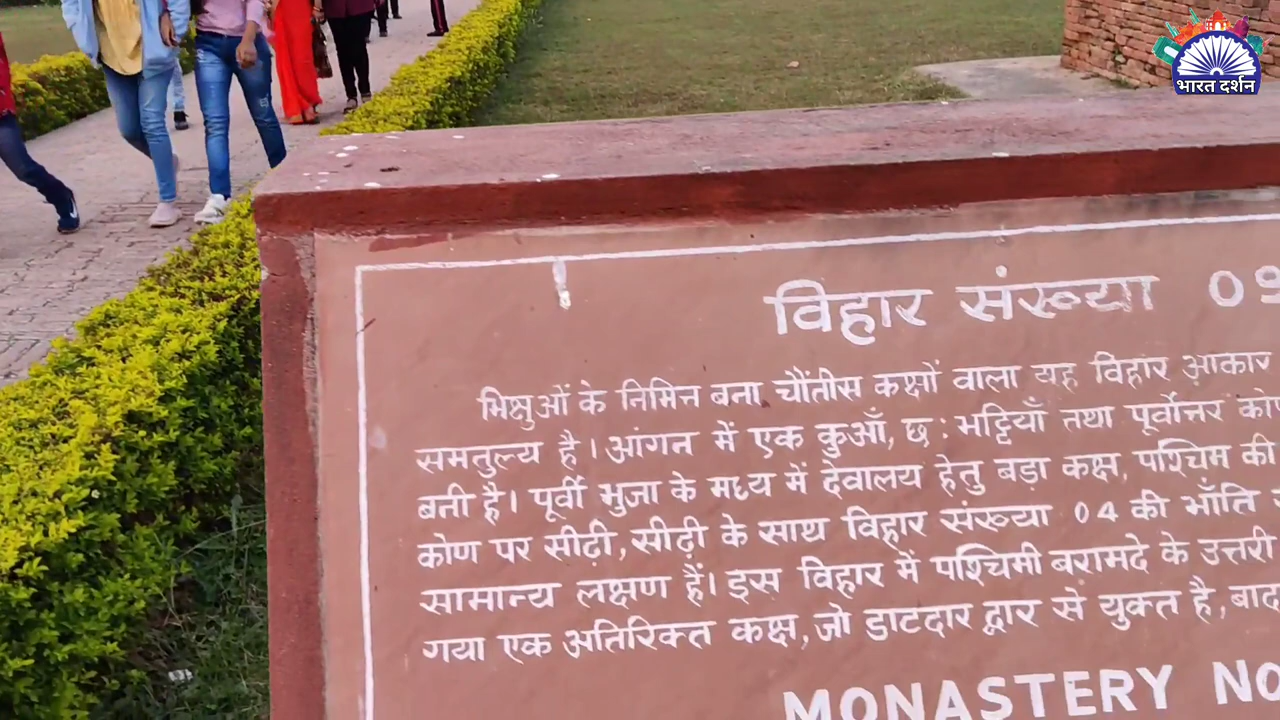 भारत दर्शन
विहार संख्या 09
भिक्षुओं के निमित्त बना चौंतीस कक्षों वाला यह विहार आकार
समतुल्य है। आंगन में एक कुआँ, छ: भट्टियाँ तथा पूर्वोत्तर
बनी है। पूर्वी भुजा के मध्य में देवालय हेतु बड़ा कक्ष, पश्चिम की
कोण पर सीढ़ी, सीढ़ी के साथ विहार संख्या 04 की भाँति
सामान्य लक्षण हैं। इस विहार में पश्चिमी बरामदे के उत्तरी
गया एक अतिरिक्त कक्ष, जो डाटदार द्वार से युक्त है, बाद
MONASTERY NO